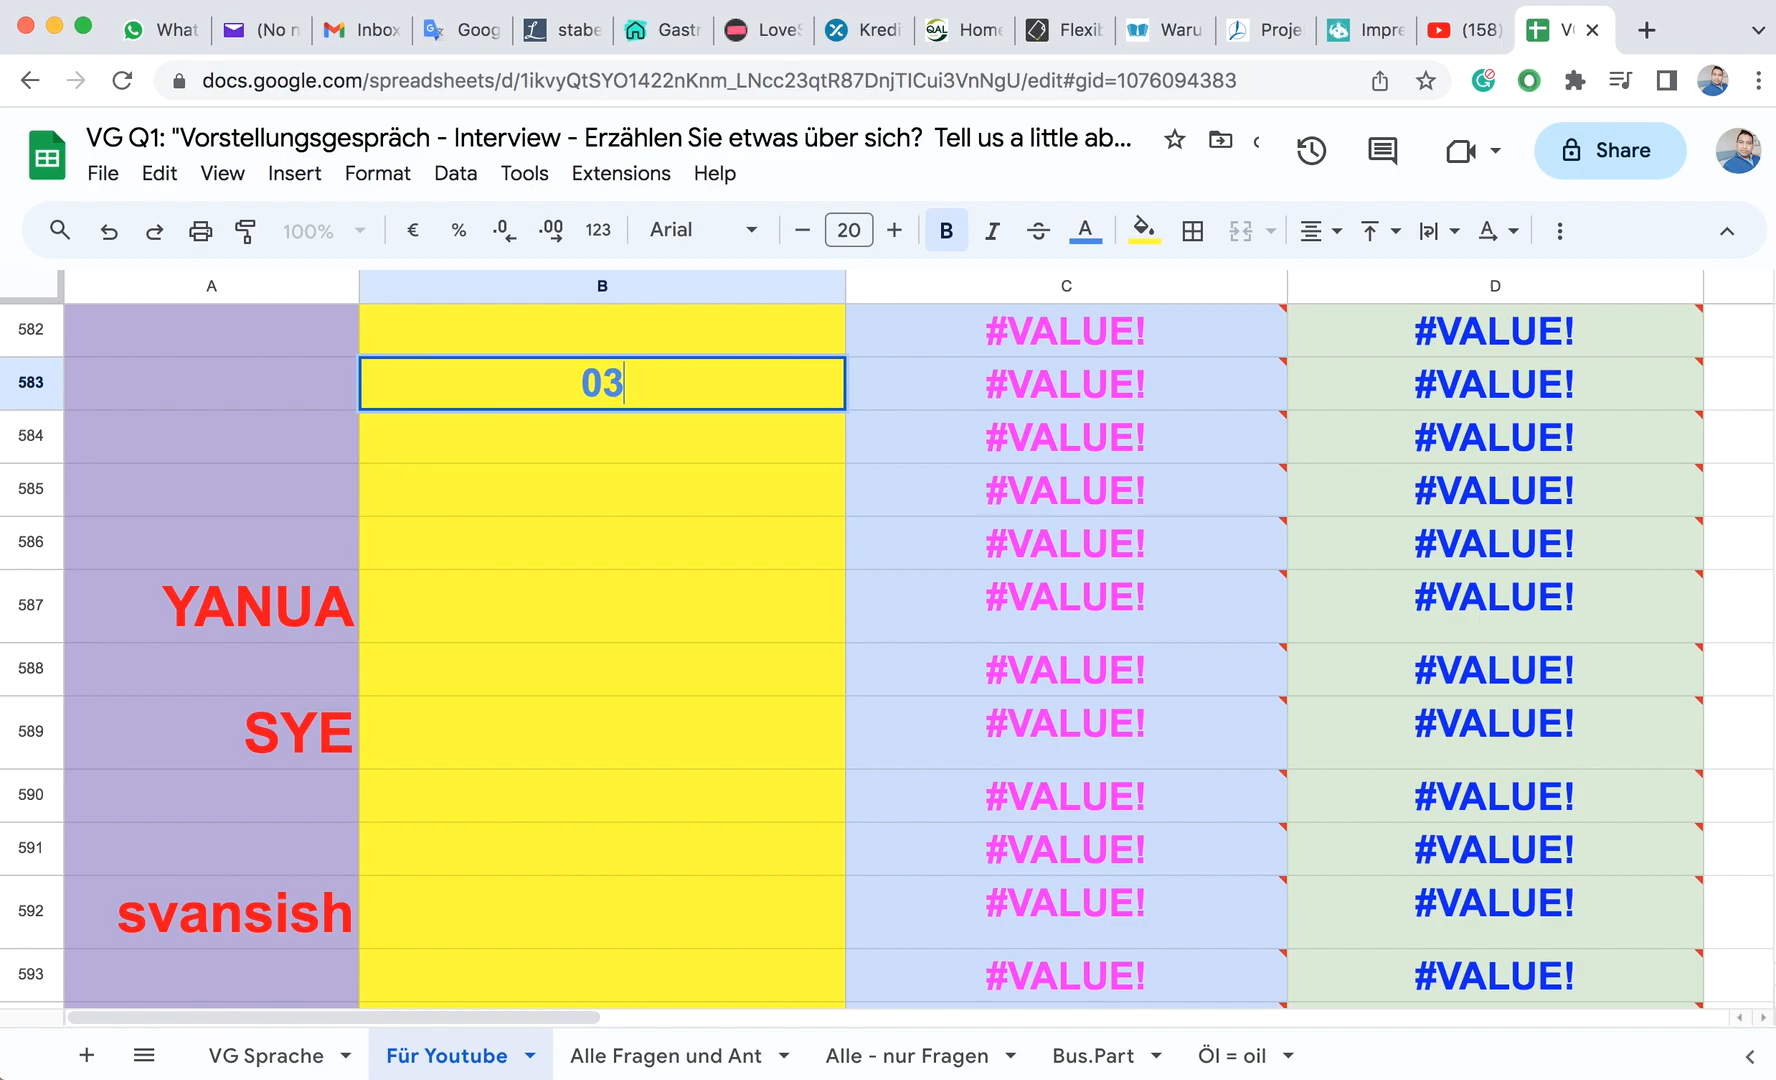 What
(No n
Inbox
Goog
stabe
Gastr
LoveS
Kredi
QAL
Home
Flexib
Waru
Proje
Impre
(158)
VG
docs.google.com/spreadsheets/d/1ikvyQtSYO1422nKnm_LNcc23qtR87DnjTICui3VnNgU/edit#gid=1076094383
VG Q1: "Vorstellungsgespräch - Interview - Erzählen Sie etwas über sich? Tell us a little ab...
Share
File Edit View Insert Format Data Tools Extensions Help
100% € % .0 .00 123 Arial 20 B I S A A
A B C D
582 #VALUE! #VALUE!
583 03 #VALUE! #VALUE!
584 #VALUE! #VALUE!
585 #VALUE! #VALUE!
586 #VALUE! #VALUE!
587 YANUA #VALUE! #VALUE!
588 #VALUE! #VALUE!
589 SYE #VALUE! #VALUE!
590 #VALUE! #VALUE!
591 #VALUE! #VALUE!
592 svansish #VALUE! #VALUE!
593 #VALUE! #VALUE!
VG Sprache Für Youtube Alle Fragen und Ant Alle - nur Fragen Bus.Part Öl = oil